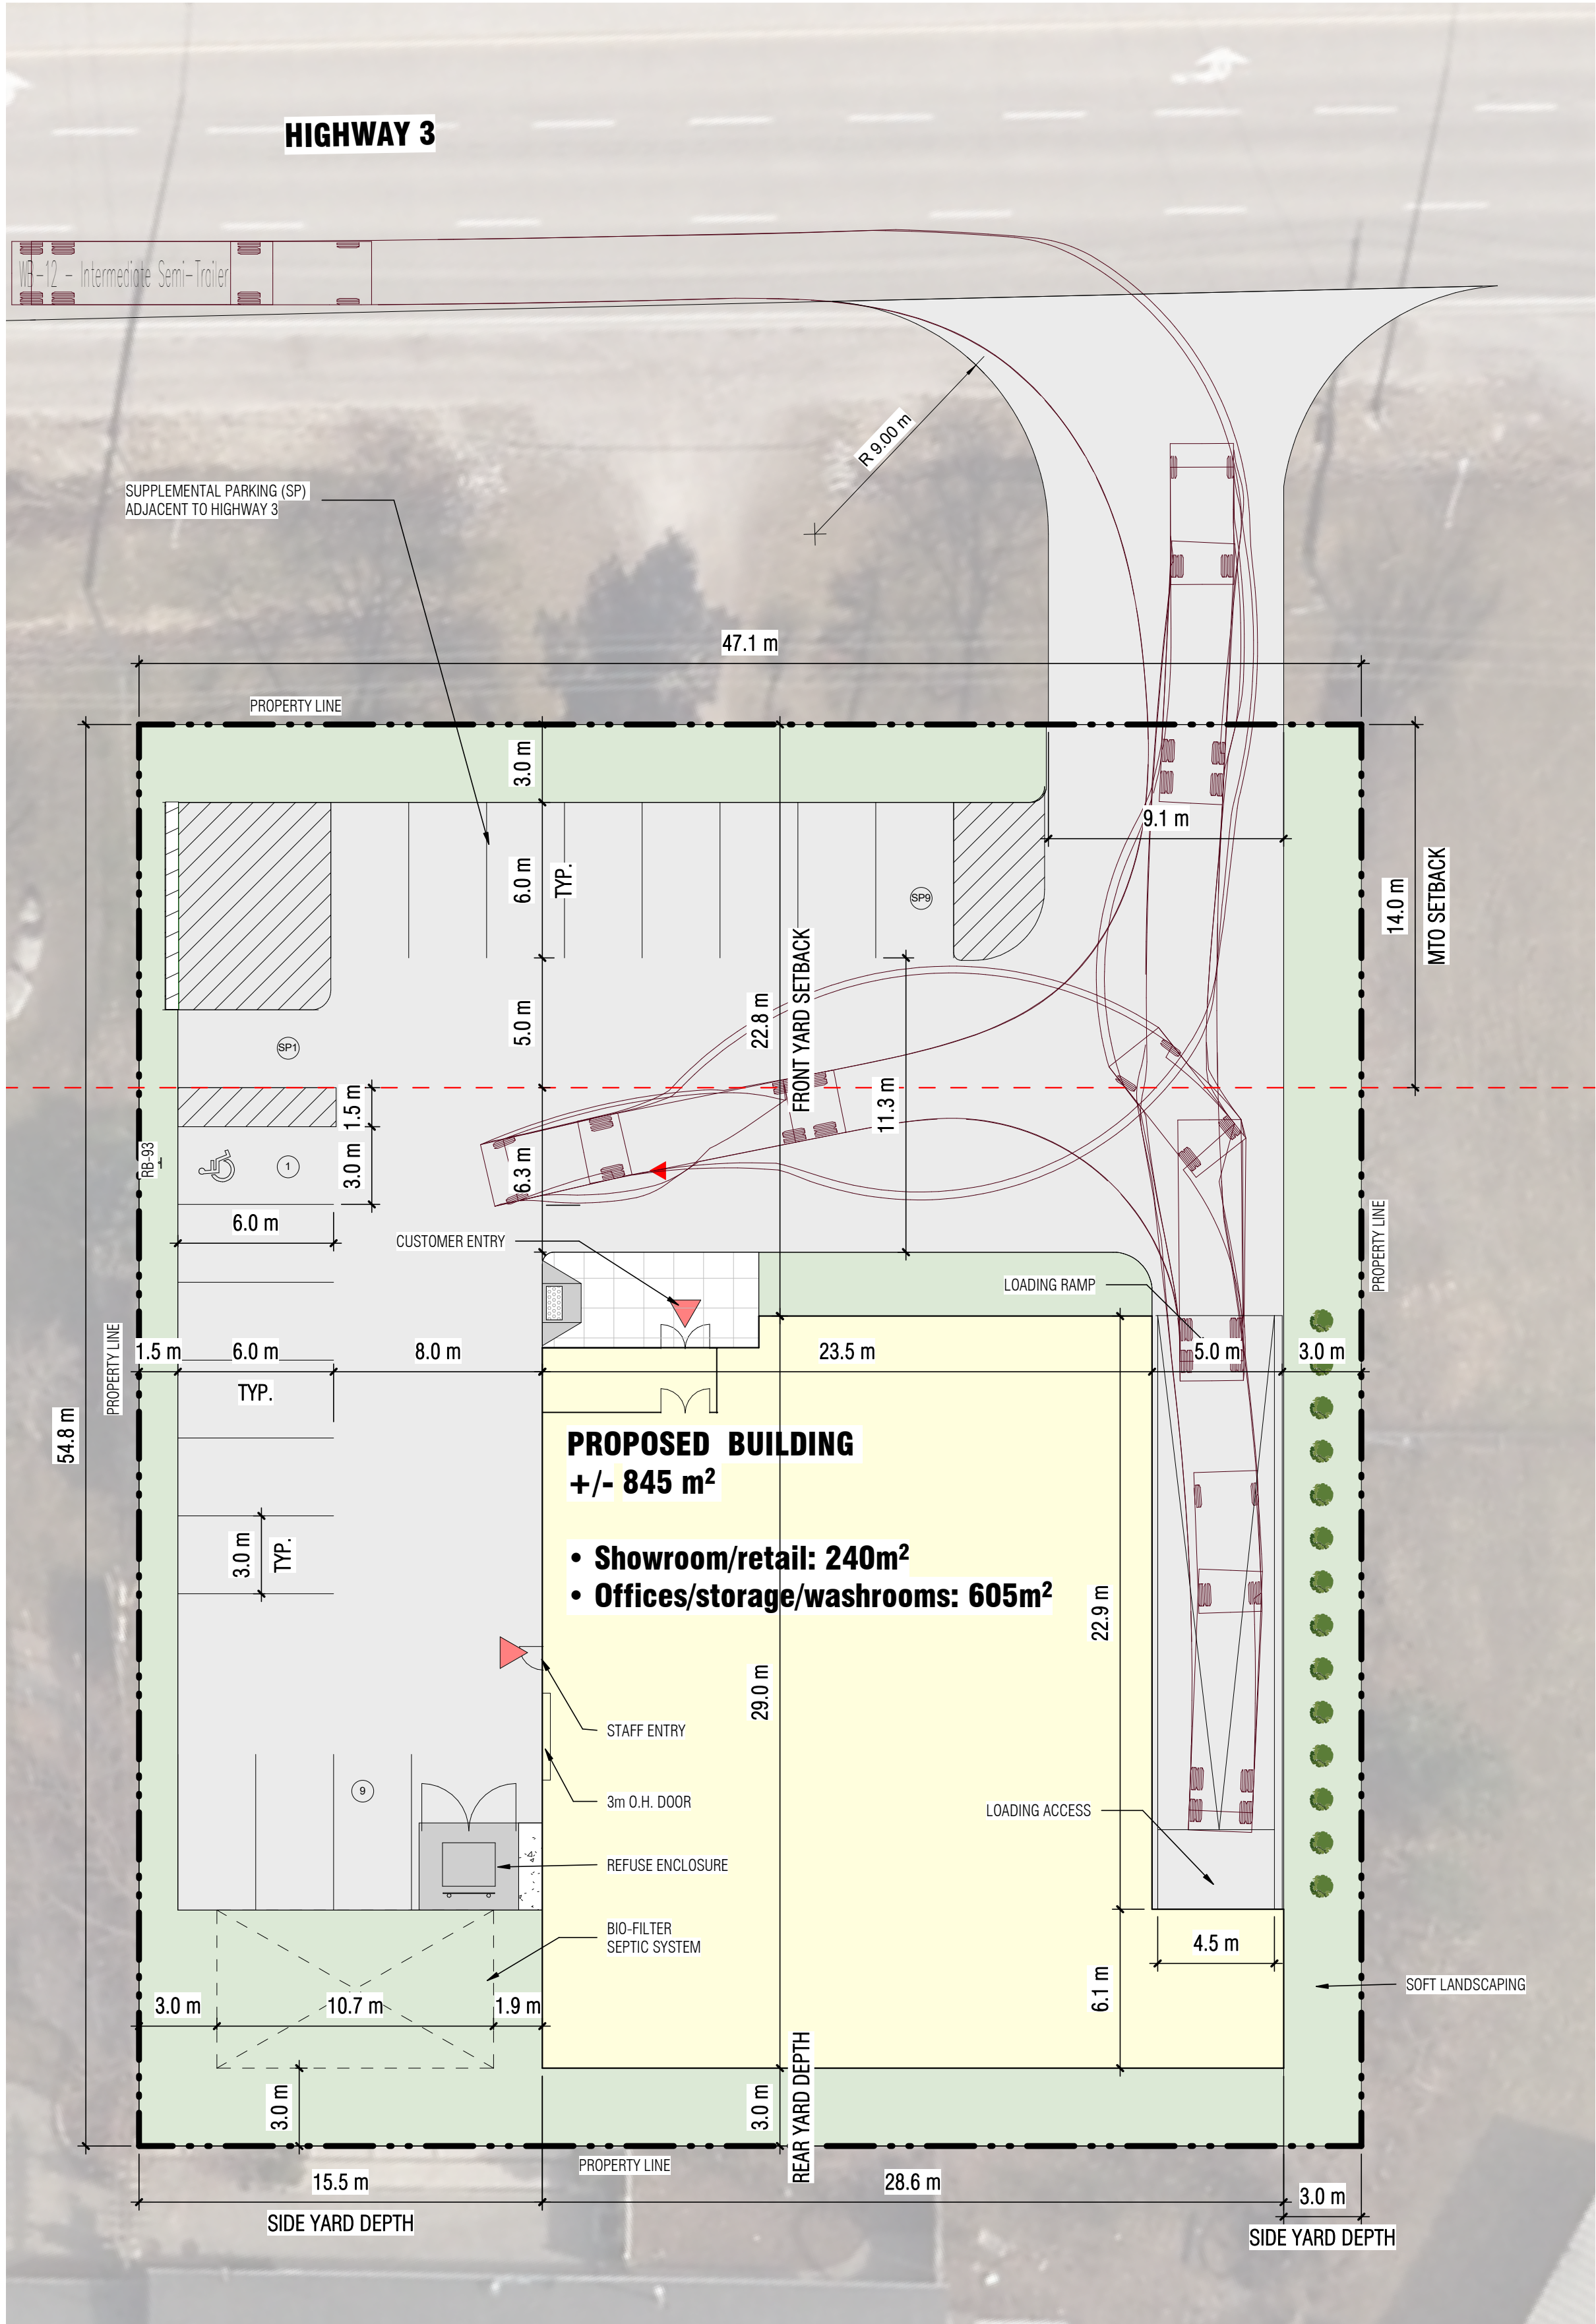 HIGHWAY 3
WB-12 - Intermediate Semi-Trailer
R 9.00 m
SUPPLEMENTAL PARKING (SP)
ADJACENT TO HIGHWAY 3
47.1 m
PROPERTY LINE
3.0 m
9.1 m
6.0 m
TYP.
SP9
14.0 m
MTO SETBACK
FRONT YARD SETBACK
22.8 m
5.0 m
SP1
11.3 m
1.5 m
RB-93
1
3.0 m
6.3 m
6.0 m
CUSTOMER ENTRY
PROPERTY LINE
LOADING RAMP
PROPERTY LINE
1.5 m
6.0 m
8.0 m
23.5 m
5.0 m
3.0 m
TYP.
54.8 m
PROPOSED BUILDING
+/- 845 m²
3.0 m
TYP.
• Showroom/retail: 240m²
• Offices/storage/washrooms: 605m²
22.9 m
29.0 m
STAFF ENTRY
9
3m O.H. DOOR
LOADING ACCESS
REFUSE ENCLOSURE
BIO-FILTER
SEPTIC SYSTEM
4.5 m
SOFT LANDSCAPING
6.1 m
3.0 m
10.7 m
1.9 m
3.0 m
3.0 m
REAR YARD DEPTH
PROPERTY LINE
15.5 m
28.6 m
3.0 m
SIDE YARD DEPTH
SIDE YARD DEPTH